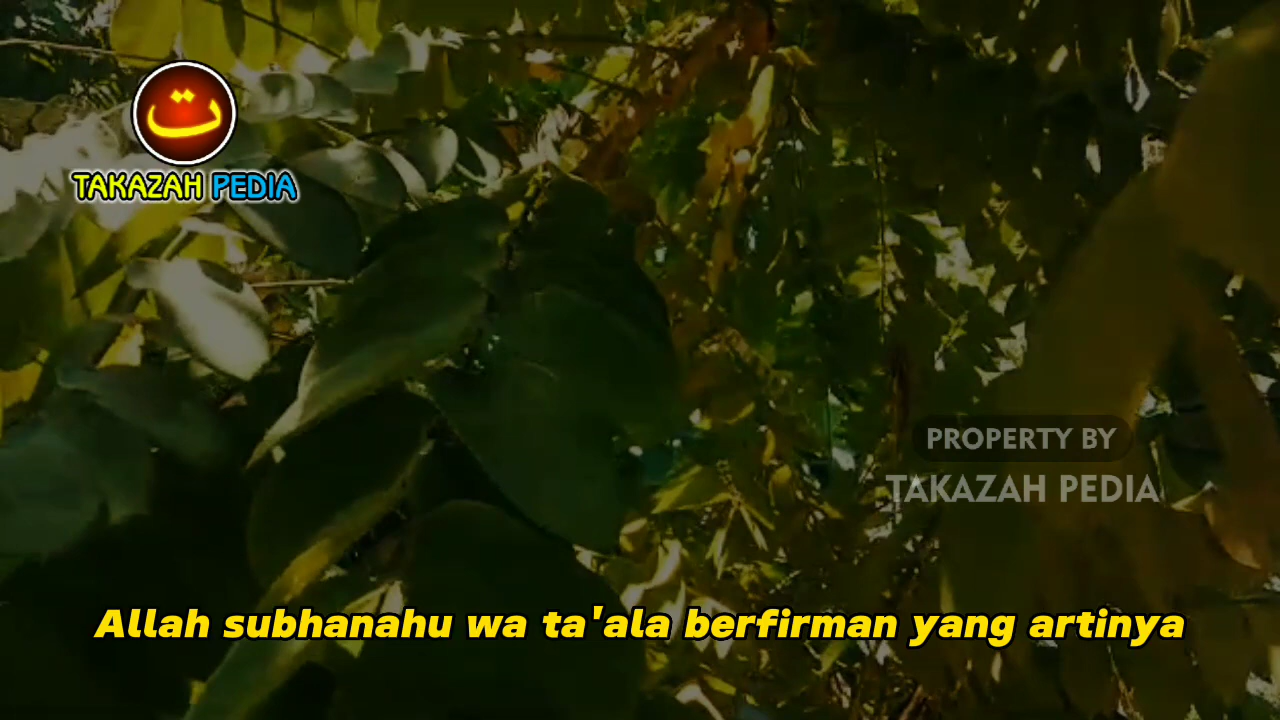 ت
TAKAZAH PEDIA
PROPERTY BY
TAKAZAH PEDIA
Allah subhanahu wa ta'ala berfirman yang artinya